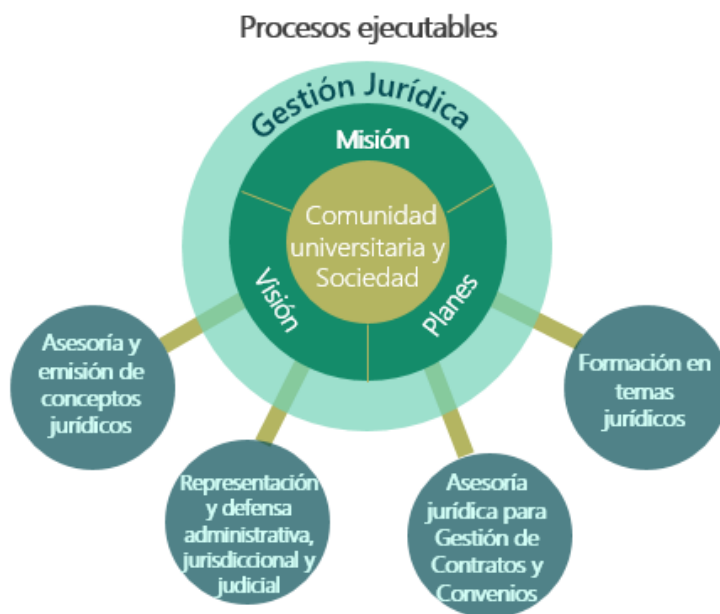 Procesos ejecutables
Gestión Jurídica
Misión
Comunidad
universitaria y
Sociedad
Visión
Planes
Asesoría y
emisión de
conceptos
jurídicos
Representación
y defensa
administrativa,
jurisdiccional y
judicial
Asesoría
jurídica para
Gestión de
Contratos y
Convenios
Formación en
temas
jurídicos